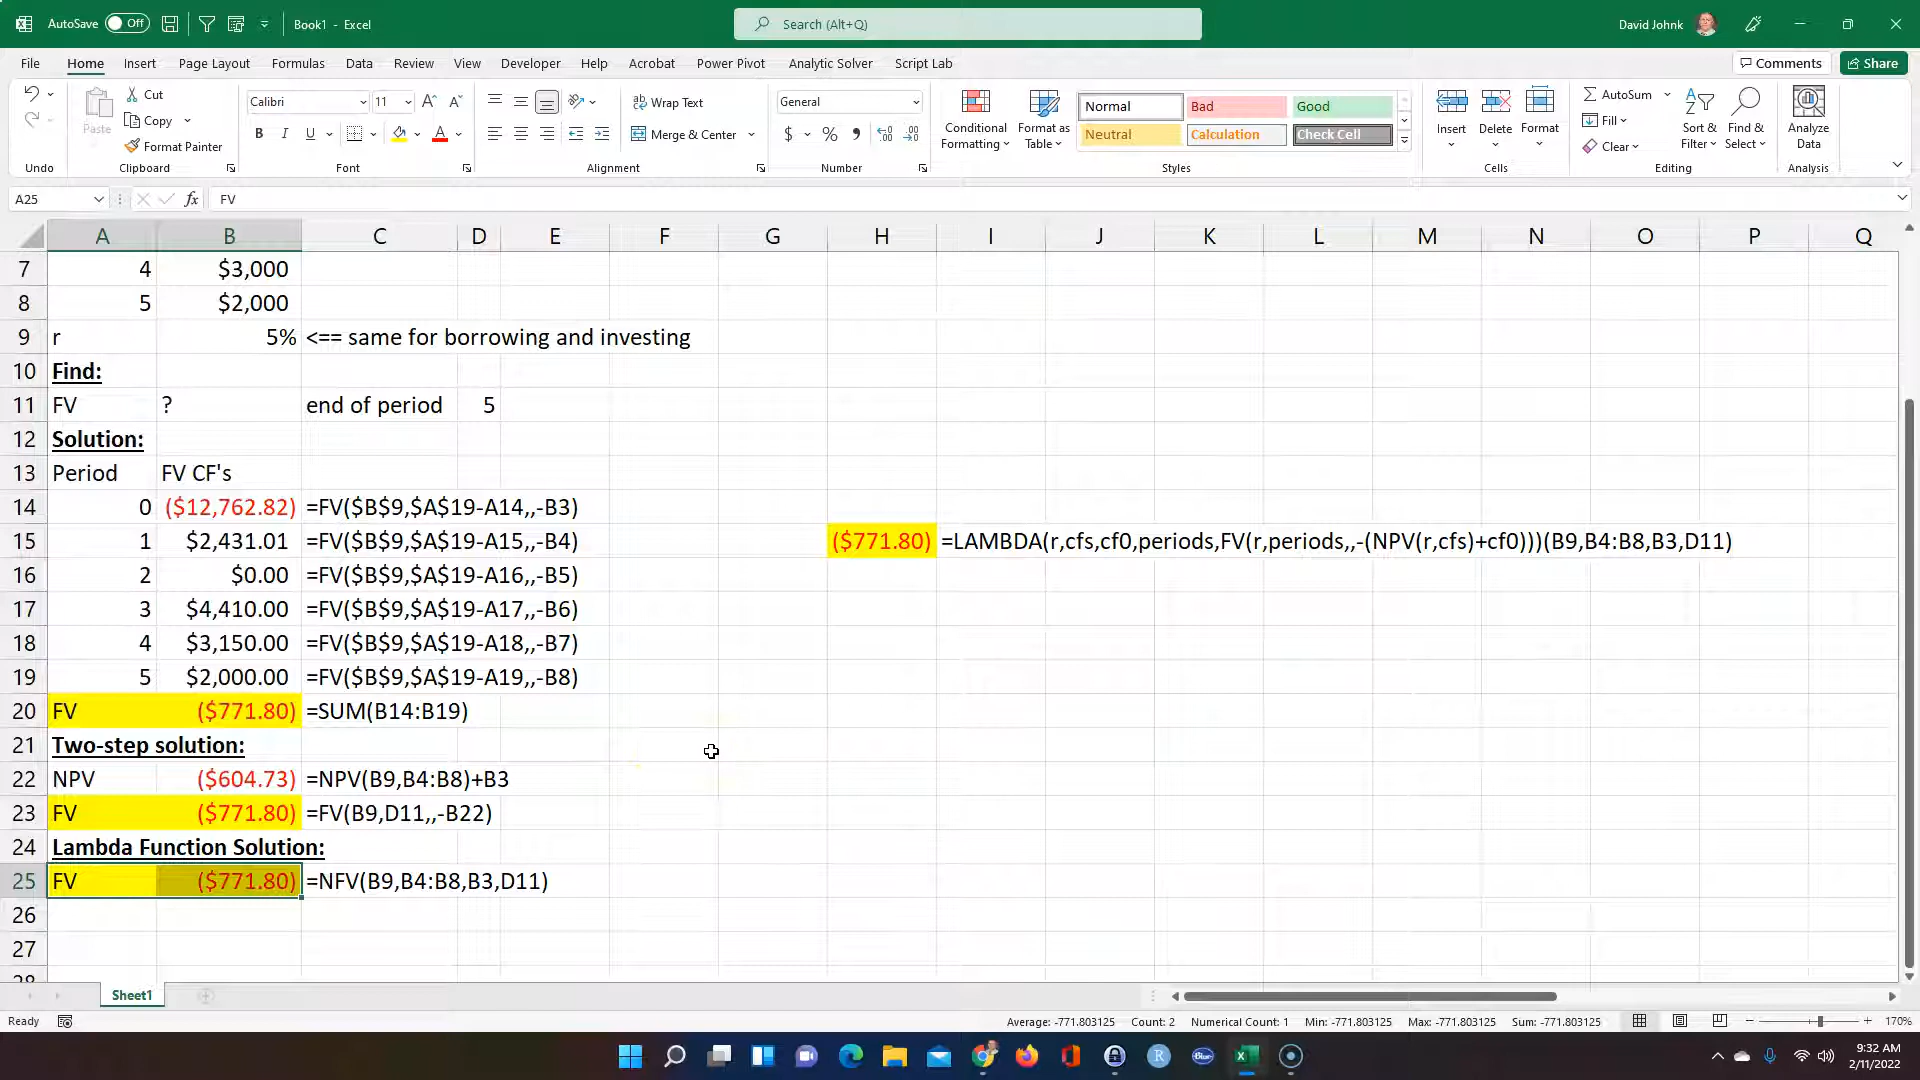 AutoSave Off Book1 - Excel Search (Alt+Q) David Johnk
File Home Insert Page Layout Formulas Data Review View Developer Help Acrobat Power Pivot Analytic Solver Script Lab Comments Share
Paste Cut Copy Format Painter
Calibri 11
Wrap Text
Merge & Center
General
Conditional Formatting
Format as Table
Normal Bad Good
Neutral Calculation Check Cell
Insert Delete Format
AutoSum
Fill
Clear
Sort & Filter
Find & Select
Analyze Data
Undo Clipboard Font Alignment Number Styles Cells Editing Analysis
A25 fx FV
A B C D E F G H I J K L M N O P Q
7 4 $3,000
8 5 $2,000
9 r 5% <== same for borrowing and investing
10 Find:
11 FV ? end of period 5
12 Solution:
13 Period FV CF's
14 0 ($12,762.82) =FV($B$9,$A$19-A14,,-B3)
15 1 $2,431.01 =FV($B$9,$A$19-A15,,-B4) ($771.80) =LAMBDA(r,cfs,cf0,periods,FV(r,periods,,-(NPV(r,cfs)+cf0)))(B9,B4:B8,B3,D11)
16 2 $0.00 =FV($B$9,$A$19-A16,,-B5)
17 3 $4,410.00 =FV($B$9,$A$19-A17,,-B6)
18 4 $3,150.00 =FV($B$9,$A$19-A18,,-B7)
19 5 $2,000.00 =FV($B$9,$A$19-A19,,-B8)
20 FV ($771.80) =SUM(B14:B19)
21 Two-step solution:
22 NPV ($604.73) =NPV(B9,B4:B8)+B3
23 FV ($771.80) =FV(B9,D11,,-B22)
24 Lambda Function Solution:
25 FV ($771.80) =NFV(B9,B4:B8,B3,D11)
26
27
28
Sheet1
Ready Average: -771.803125 Count: 2 Numerical Count: 1 Min: -771.803125 Max: -771.803125 Sum: -771.803125 170%
9:32 AM
2/11/2022